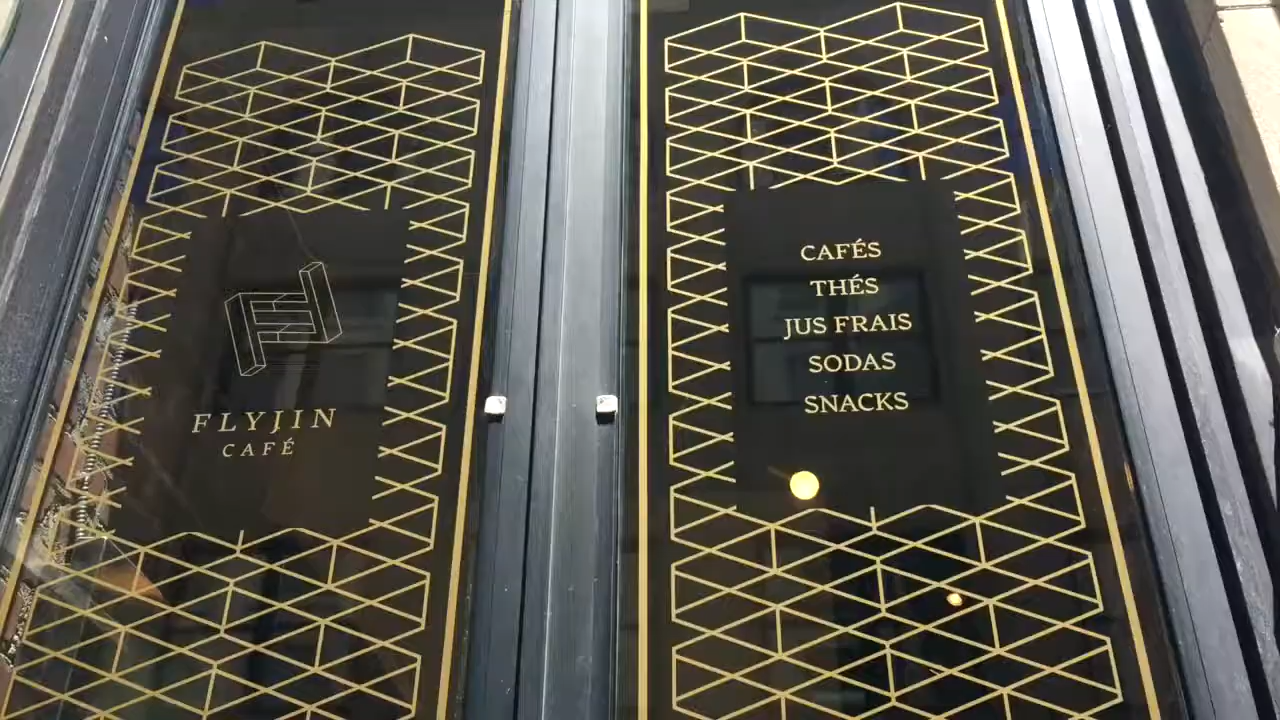 FLYJIN
CAFÉ
CAFÉS
THÉS
JUS FRAIS
SODAS
SNACKS